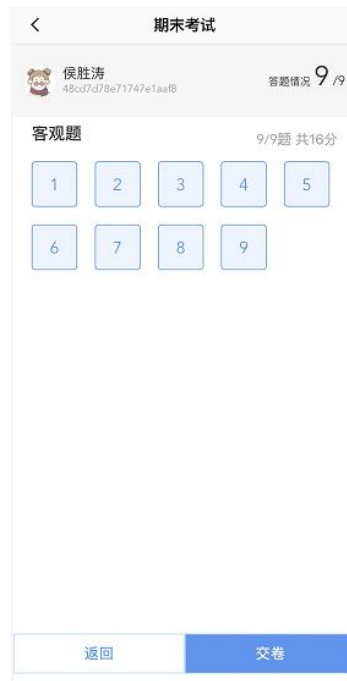 期末考试
侯胜涛
48cd7d78e71747e1aaf8
答题情况 9 /9
客观题
9/9题 共16分
1 2 3 4 5
6 7 8 9
返回 交卷